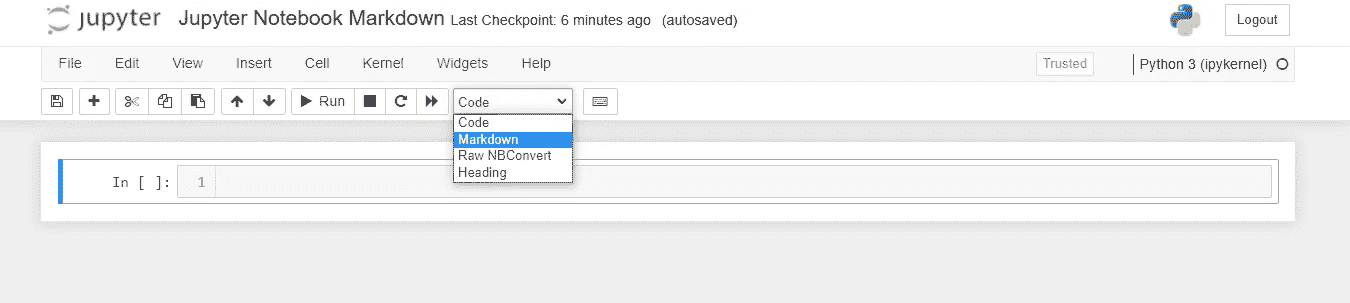 jupyter Jupyter Notebook Markdown Last Checkpoint: 6 minutes ago (autosaved) Logout
File Edit View Insert Cell Kernel Widgets Help Trusted Python 3 (ipykernel)
Run Code
Code
Markdown
Raw NBConvert
Heading
In [ ]: 1